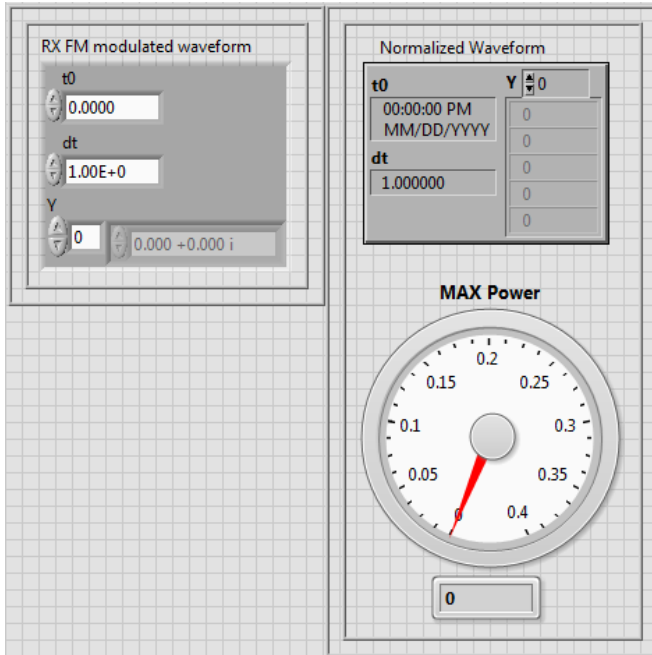 RX FM modulated waveform
t0
0.0000
dt
1.00E+0
Y
0
0.000 +0.000 i
Normalized Waveform
t0
00:00:00 PM
MM/DD/YYYY
dt
1.000000
Y 0
0
0
0
0
0
MAX Power
0.2
0.15
0.25
0.1
0.3
0.05
0.35
0
0.4
0